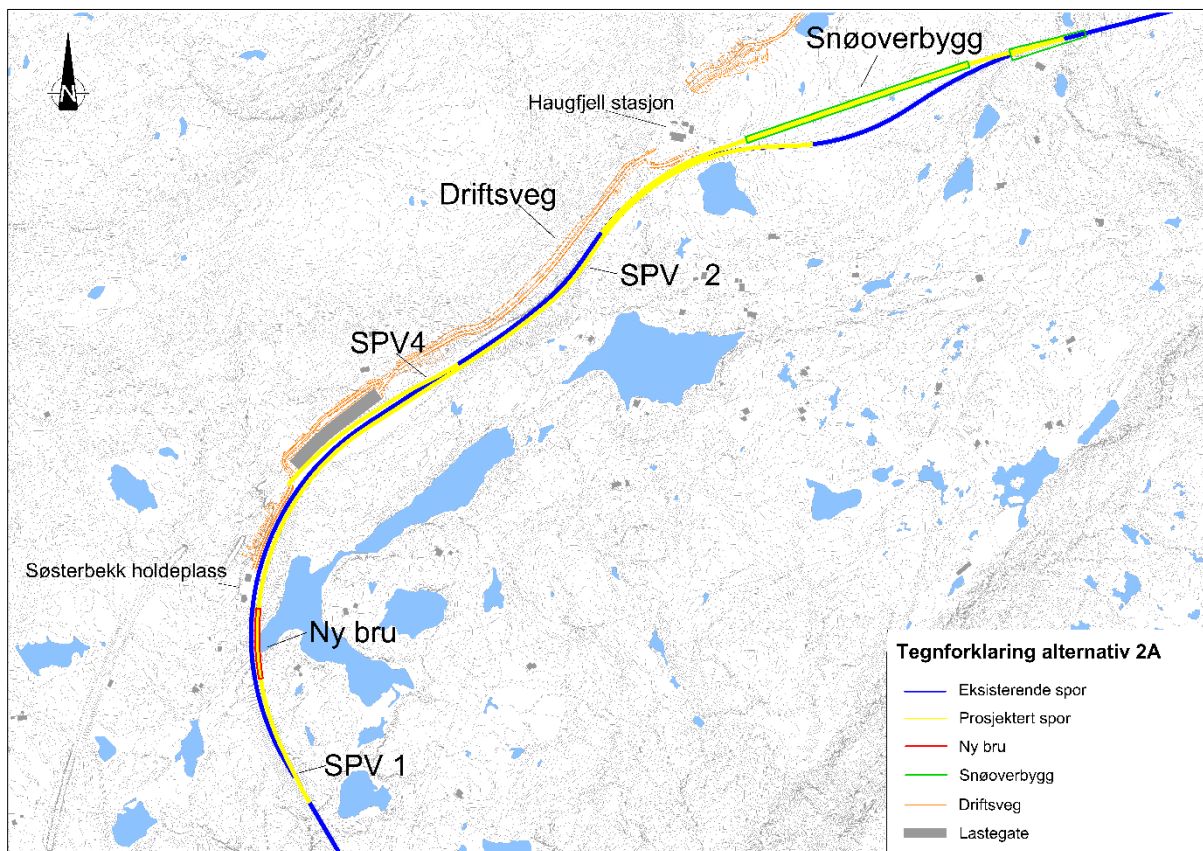 Snøoverbygg
N
Haugfjell stasjon
Driftsveg
SPV 2
SPV4
Søsterbekk holdeplass
Ny bru
SPV 1
Tegnforklaring alternativ 2A
Eksisterende spor
Prosjektert spor
Ny bru
Snøoverbygg
Driftsveg
Lastegate